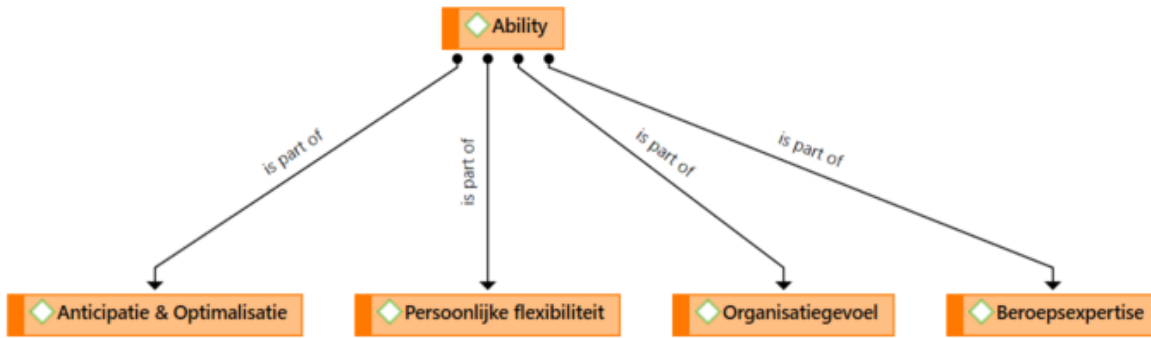 Ability
is part of
is part of
is part of
is part of
Anticipatie & Optimalisatie
Persoonlijke flexibiliteit
Organisatiegevoel
Beroepsexpertise